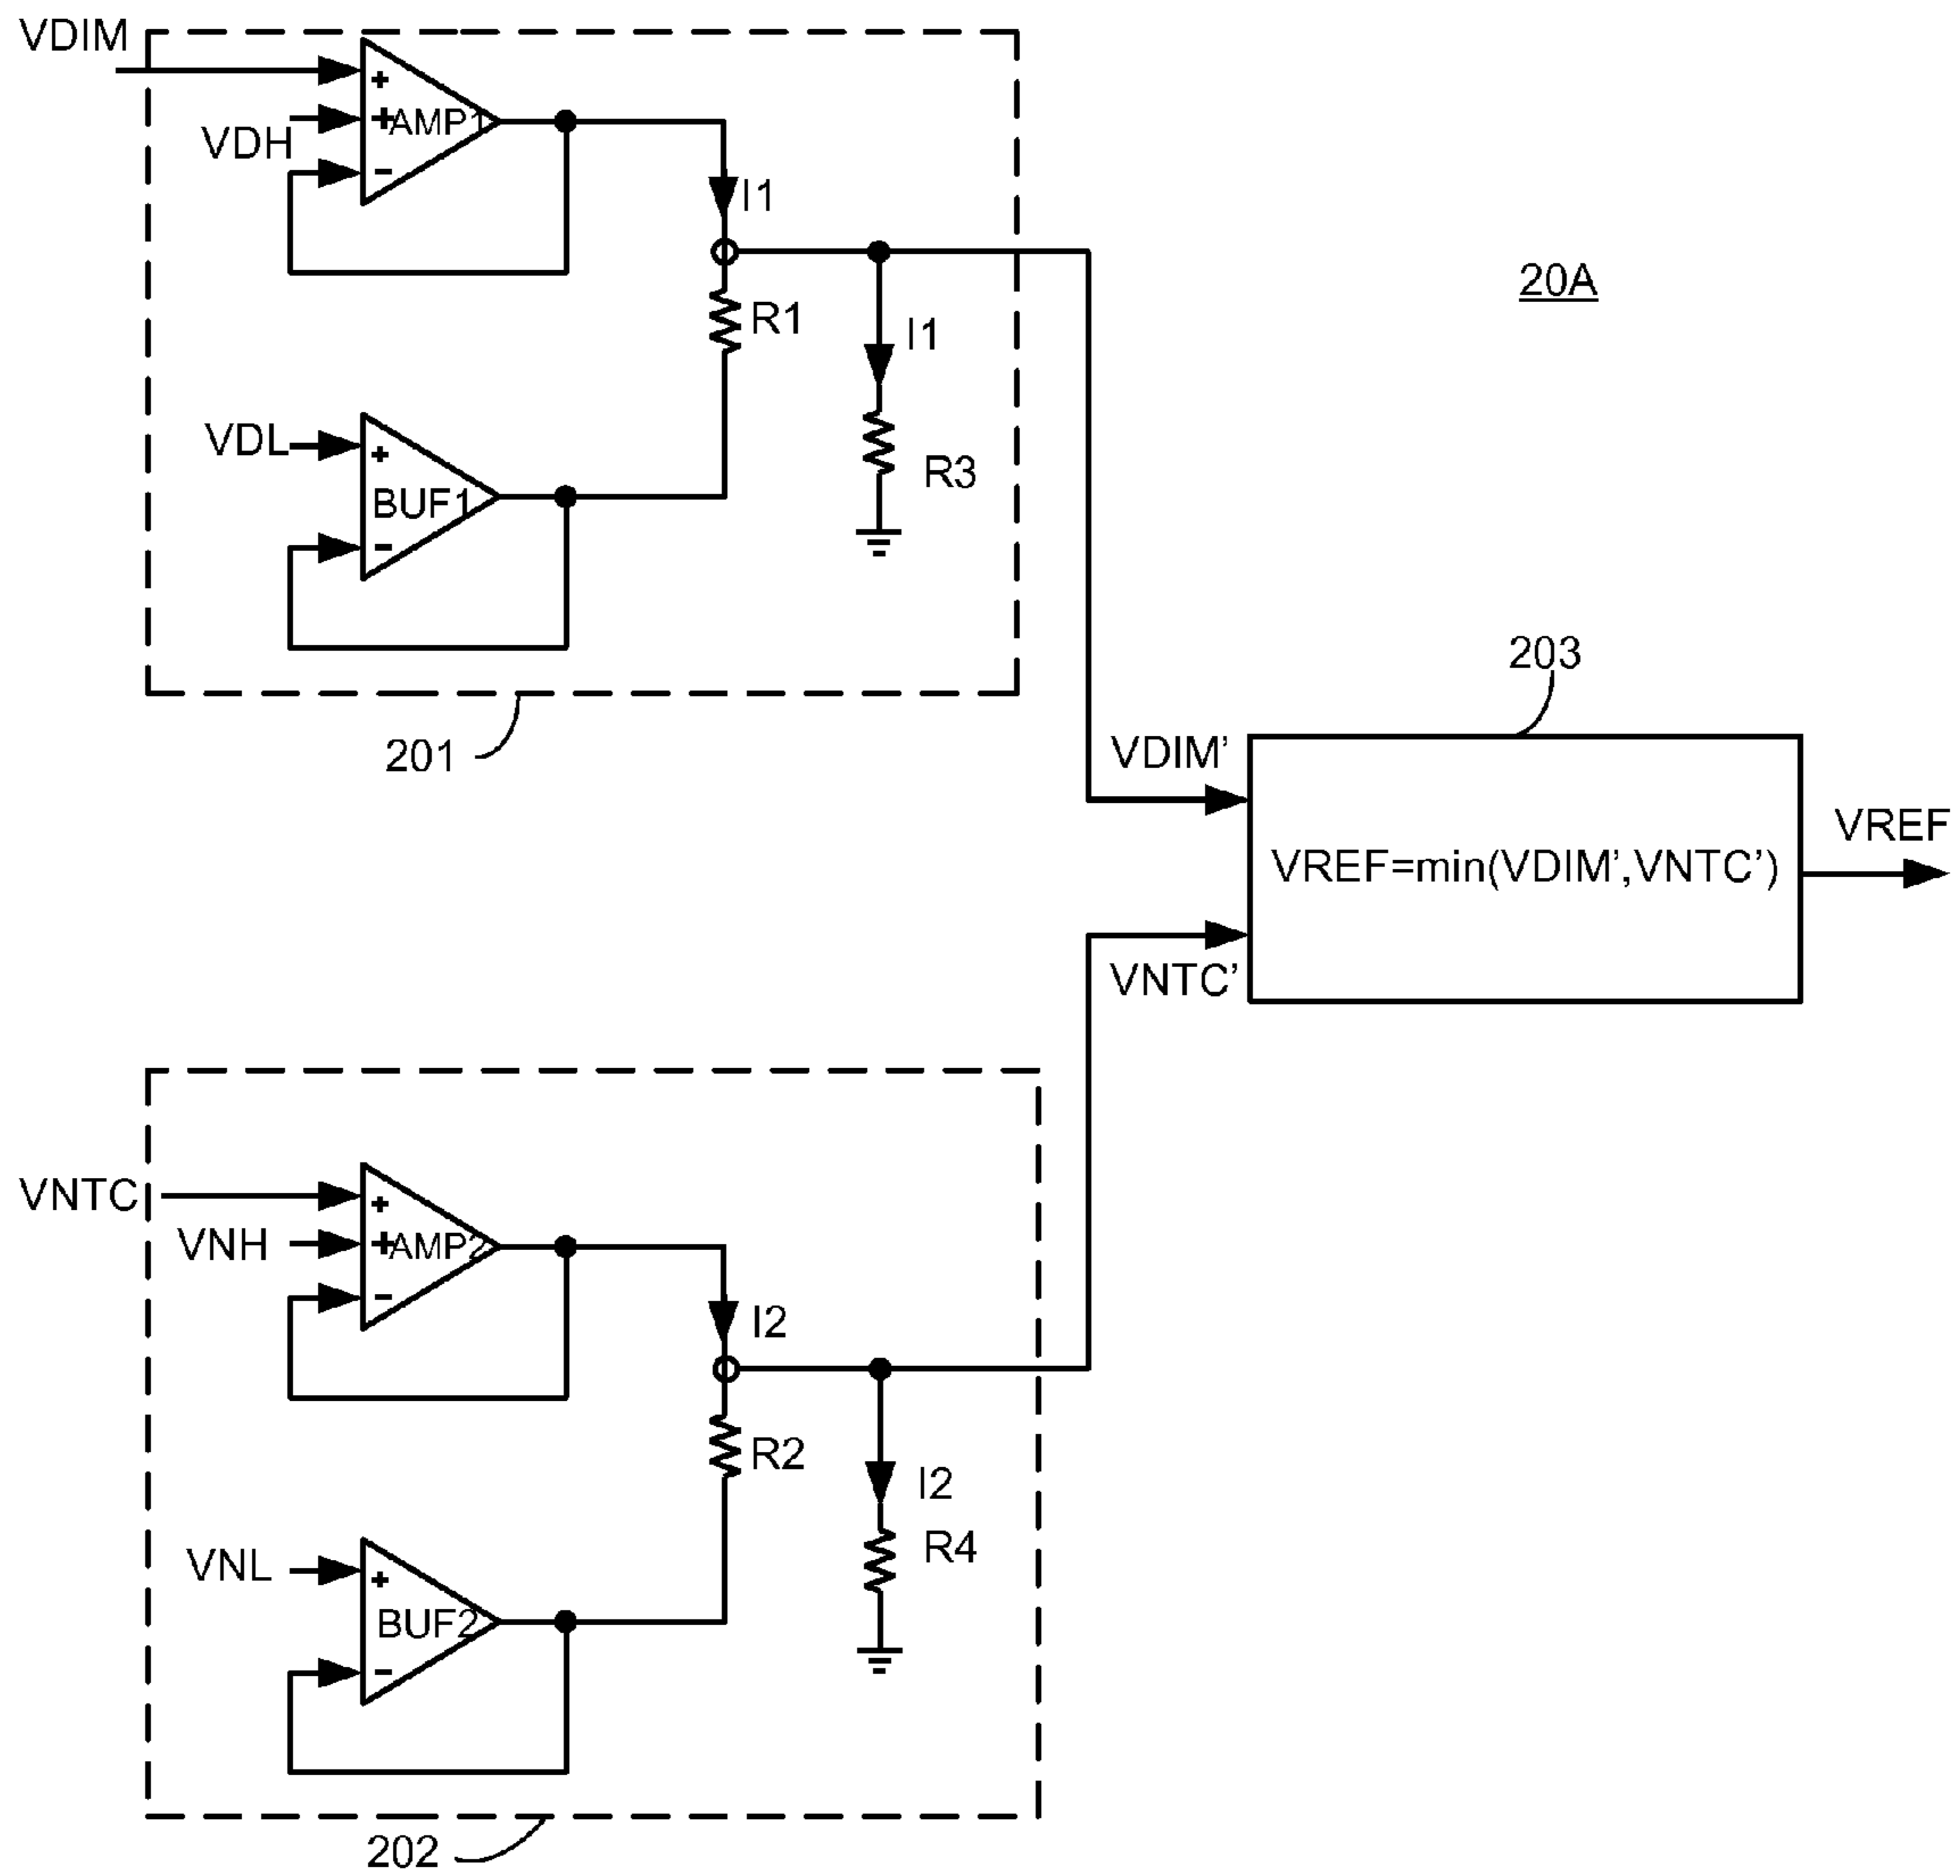 VDIM
+
+
AMP1
VDH
-
I1
20A
R1
I1
VDL
+
R3
BUF1
-
203
201
VDIM’
VREF
VREF=min(VDIM’,VNTC’)
VNTC’
VNTC
+
VNH
+
AMP2
-
I2
R2
I2
R4
VNL
+
BUF2
-
202